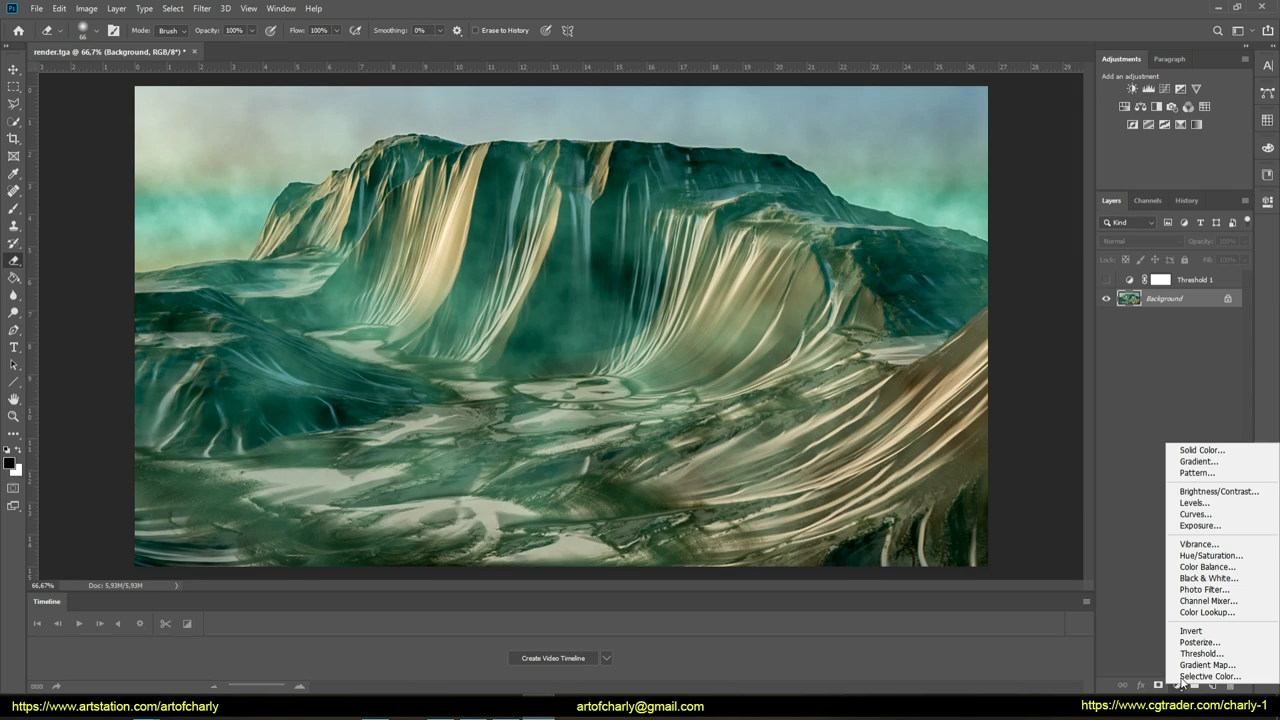 Ps File Edit Image Layer Type Select Filter 3D View Window Help
66 Mode: Brush Opacity: 100% Flow: 100% Smoothing: 0% Erase to History
render.tga @ 66,7% (Background, RGB/8*) * ×
Adjustments Paragraph
Add an adjustment
Layers Channels History
Kind
Normal Opacity: 100%
Lock: Fill: 100%
Threshold 1
Background
Solid Color...
Gradient...
Pattern...
Brightness/Contrast...
Levels...
Curves...
Exposure...
Vibrance...
Hue/Saturation...
Color Balance...
Black & White...
Photo Filter...
Channel Mixer...
Color Lookup...
Invert
Posterize...
Threshold...
Gradient Map...
Selective Color...
66.67% Doc: 5,93M/5,93M
Timeline
Create Video Timeline
fx
https://www.artstation.com/artofcharly artofcharly@gmail.com https://www.cgtrader.com/charly-1